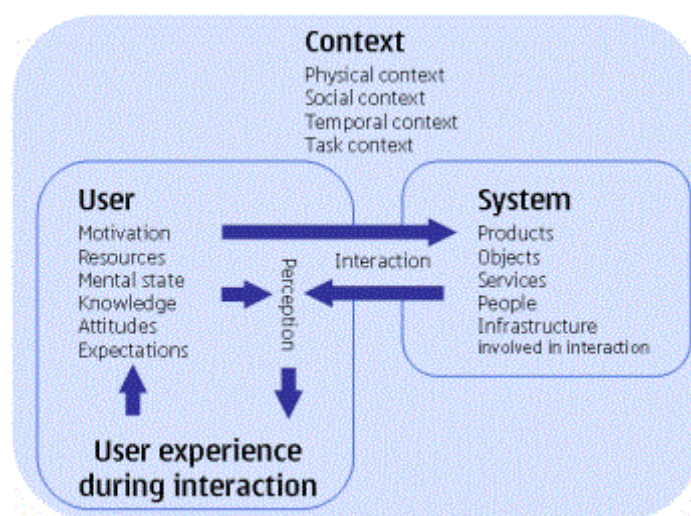 Context
Physical context
Social context
Temporal context
Task context
User
Motivation
Resources
Mental state
Knowledge
Attitudes
Expectations
Perception
Interaction
System
Products
Objects
Services
People
Infrastructure
involved in interaction
User experience
during interaction